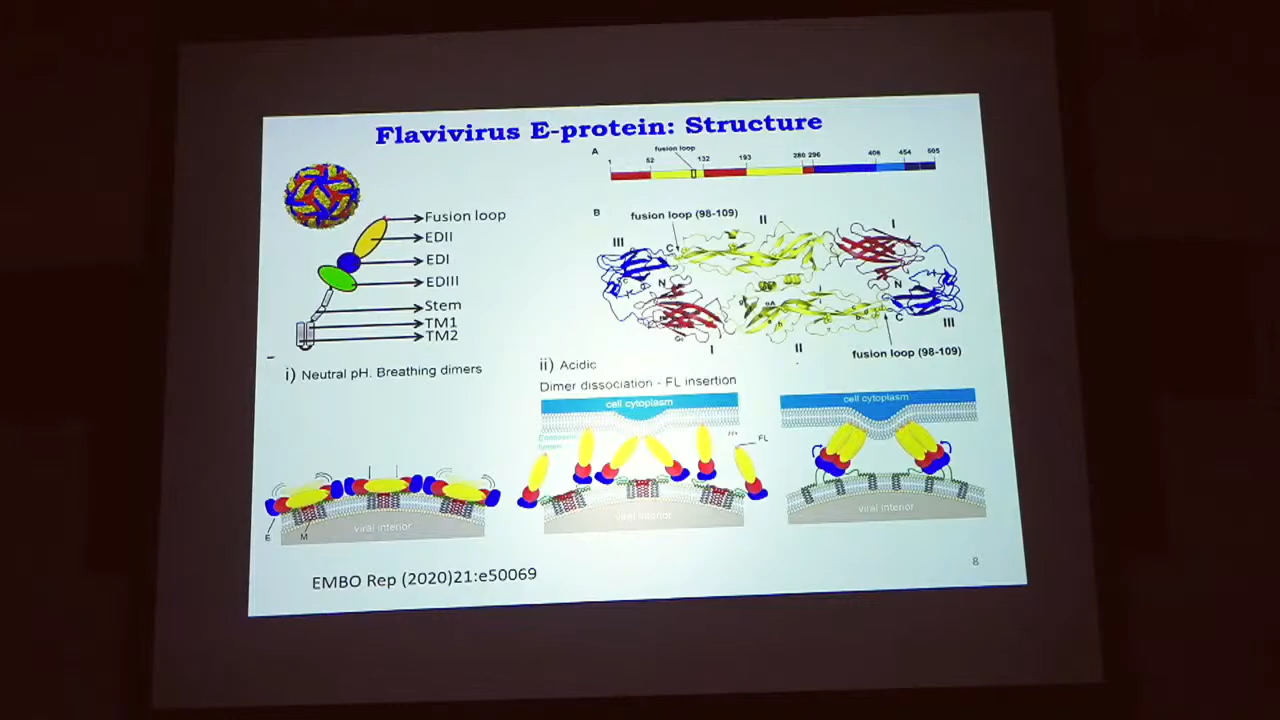 Flavivirus E-protein: Structure
A
fusion loop
1 52 132 193 280 296 406 454 505
Fusion loop
EDII
EDI
EDIII
Stem
TM1
TM2
B
fusion loop (98-109)
II
I
III
C
N
N
C
III
I
II
fusion loop (98-109)
i) Neutral pH. Breathing dimers
ii) Acidic
Dimer dissociation - FL insertion
cell cytoplasm
cell cytoplasm
FL
E
M
viral interior
viral interior
viral interior
EMBO Rep (2020)21:e50069
8